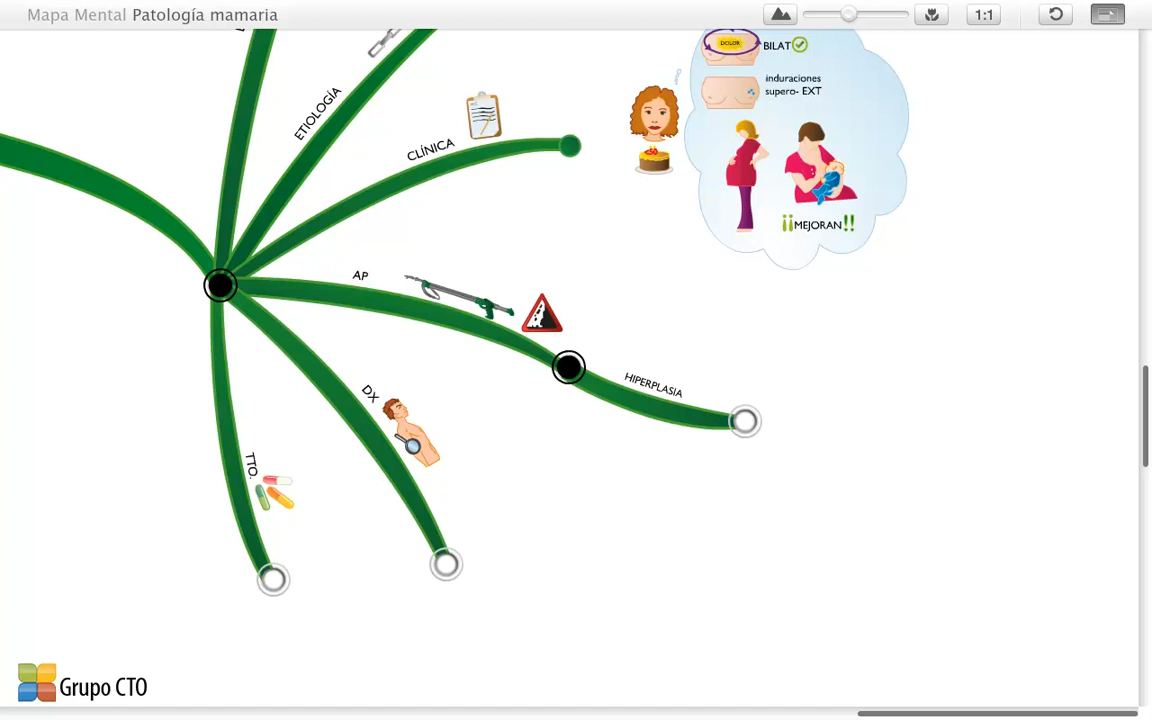 Mapa Mental Patología mamaria
1:1
DOLOR
BILAT
induraciones
supero- EXT
¡¡MEJORAN!!
ETIOLOGÍA
CLÍNICA
AP
HIPERPLASIA
DX
TTO.
Grupo CTO